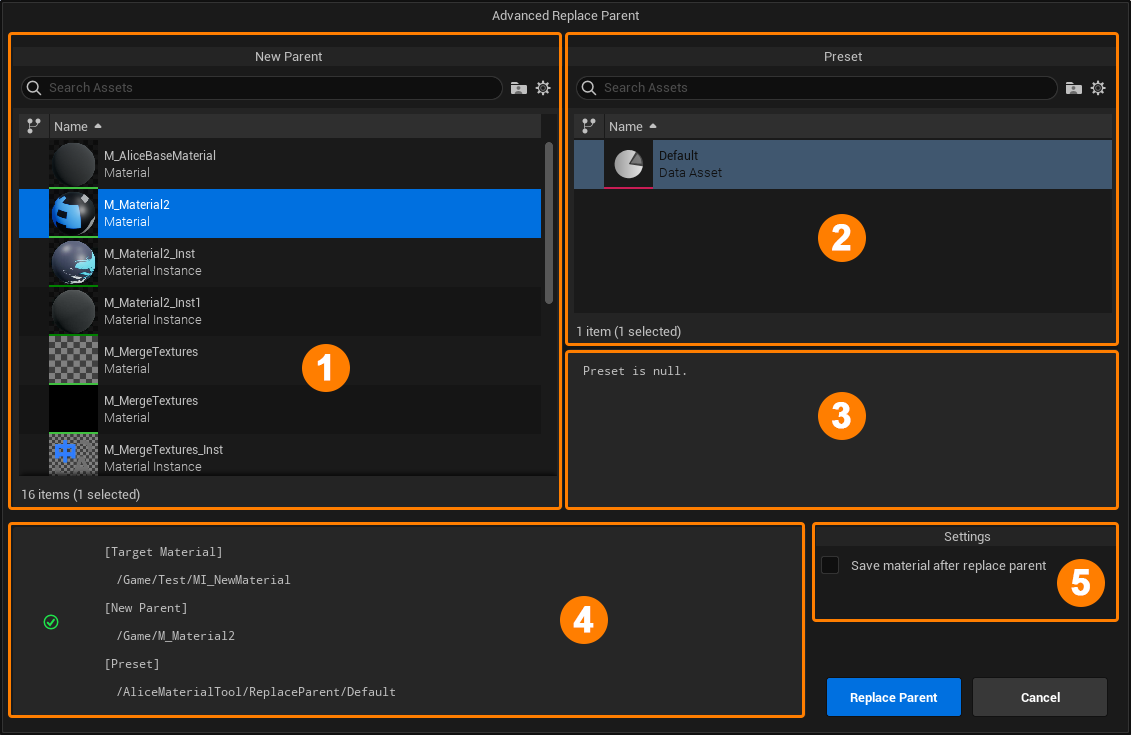 Advanced Replace Parent
New Parent
Search Assets
Name
M_AliceBaseMaterial
Material
M_Material2
Material
M_Material2_Inst
Material Instance
M_Material2_Inst1
Material Instance
M_MergeTextures
Material
M_MergeTextures
Material
M_MergeTextures_Inst
Material Instance
16 items (1 selected)
1
Preset
Search Assets
Name
Default
Data Asset
2
1 item (1 selected)
Preset is null.
3
[Target Material]
/Game/Test/MI_NewMaterial
[New Parent]
/Game/M_Material2
[Preset]
/AliceMaterialTool/ReplaceParent/Default
4
Settings
Save material after replace parent
5
Replace Parent
Cancel